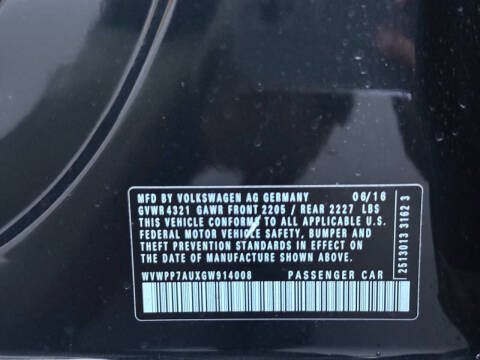 MFD BY VOLKSWAGEN AG GERMANY 06/16
GVWR 4321 GAWR FRONT 2205 / REAR 2227 LBS
THIS VEHICLE CONFORMS TO ALL APPLICABLE U.S.
FEDERAL MOTOR VEHICLE SAFETY, BUMPER AND
THEFT PREVENTION STANDARDS IN EFFECT ON
THE DATE OF MANUFACTURE SHOWN ABOVE.
WVWPP7AUXGW914008 PASSENGER CAR
2513013 3162 3